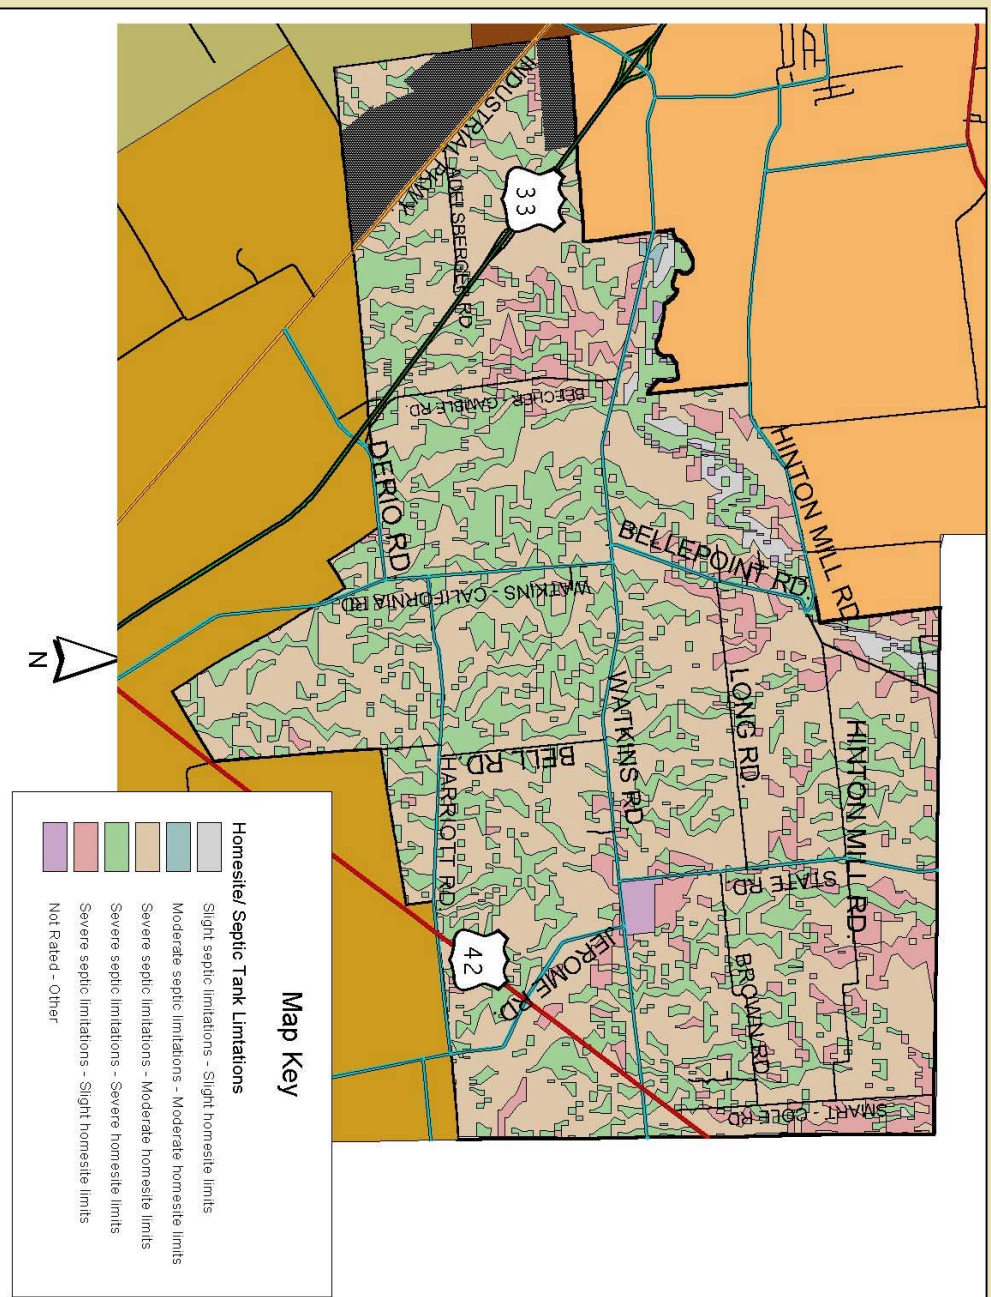 INDUSTRIAL PKWY.
ADELSBERGER RD.
33
BEECHER - GAMBLE RD.
DERIO RD.
HINTON MILL RD.
BELLEPOINT RD.
WATKINS - CALIFORNIA RD.
WATKINS RD
LONG RD.
HINTON MILL RD.
BELL RD
HARRIOTT RD.
STATE RD.
JEROME RD.
42
BROWN RD
SMART - COLE RD
N
Map Key
Homesite/ Septic Tank Limtations
Slight septic limitations - Slight homesite limits
Moderate septic limitations - Moderate homesite limits
Severe septic limitations - Moderate homesite limits
Severe septic limitations - Severe homesite limits
Severe septic limitations - Slight homesite limits
Not Rated - Other